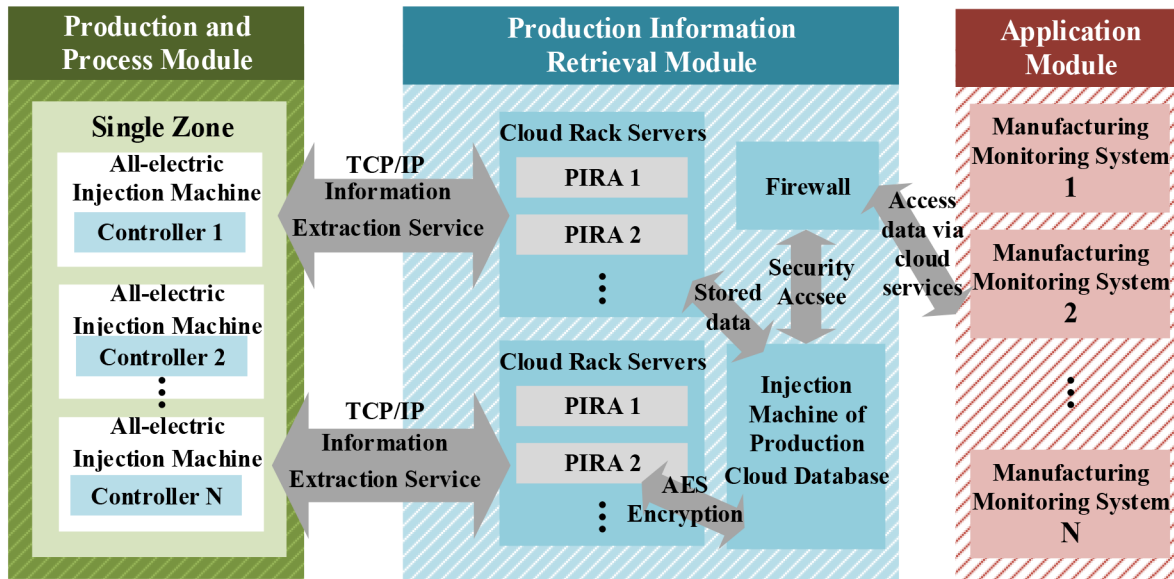 Production and
Process Module
Single Zone
All-electric
Injection Machine
Controller 1
All-electric
Injection Machine
Controller 2
All-electric
Injection Machine
Controller N
TCP/IP
Information
Extraction Service
TCP/IP
Information
Extraction Service
Production Information
Retrieval Module
Cloud Rack Servers
PIRA 1
PIRA 2
Cloud Rack Servers
PIRA 1
PIRA 2
Stored
data
AES
Encryption
Firewall
Security
Accsee
Injection
Machine of
Production
Cloud Database
Access
data via
cloud
services
Application
Module
Manufacturing
Monitoring System
1
Manufacturing
Monitoring System
2
Manufacturing
Monitoring System
N